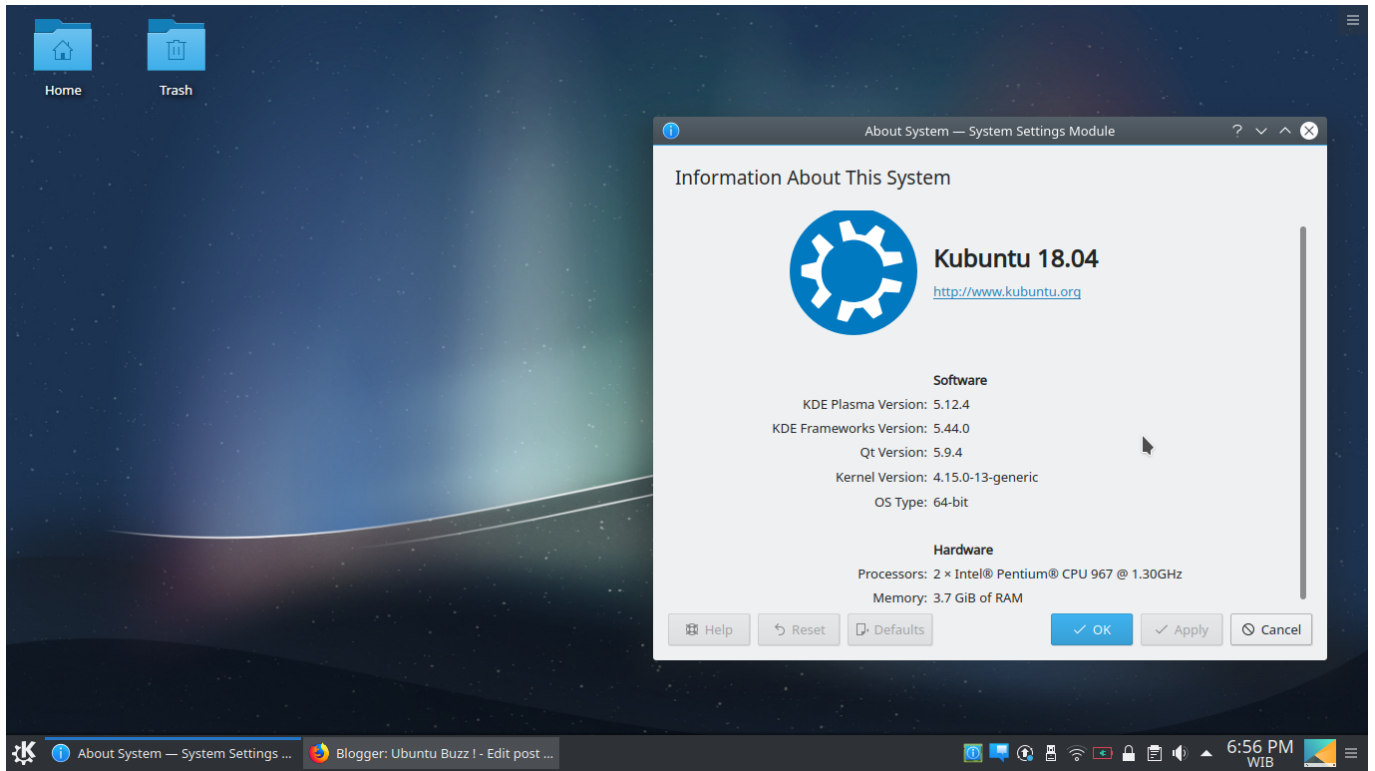 Home
Trash
About System — System Settings Module
Information About This System
Kubuntu 18.04
http://www.kubuntu.org
Software
KDE Plasma Version: 5.12.4
KDE Frameworks Version: 5.44.0
Qt Version: 5.9.4
Kernel Version: 4.15.0-13-generic
OS Type: 64-bit
Hardware
Processors: 2 × Intel® Pentium® CPU 967 @ 1.30GHz
Memory: 3.7 GiB of RAM
Help Reset Defaults OK Apply Cancel
About System — System Settings ... Blogger: Ubuntu Buzz ! - Edit post ... 6:56 PM
WIB